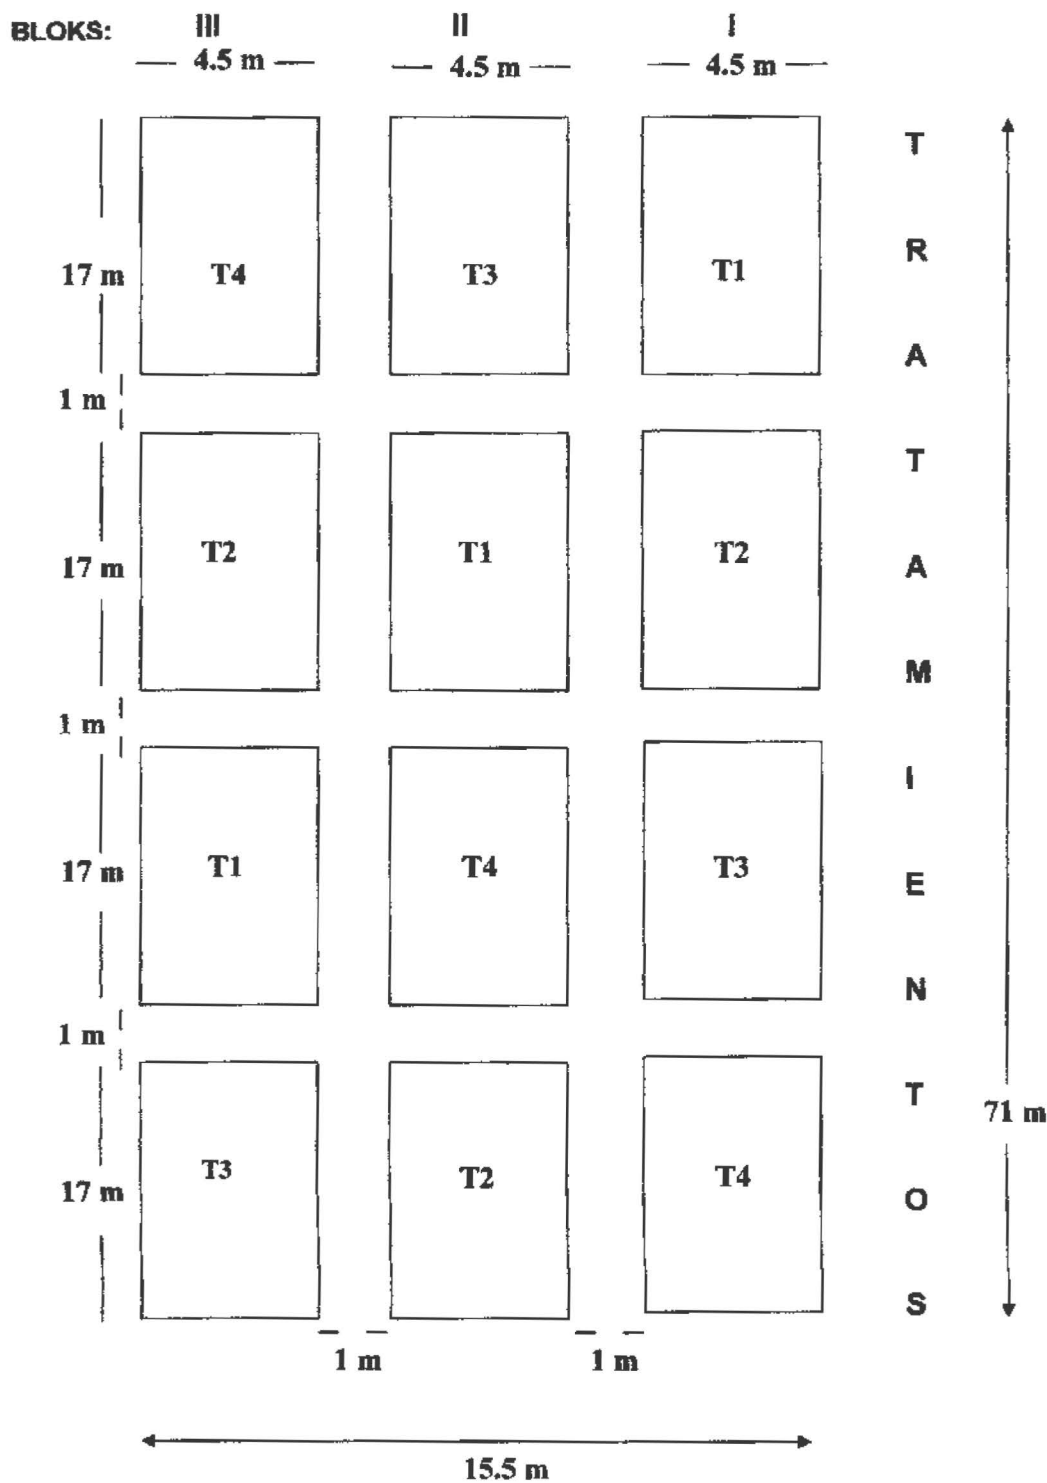 BLOKS: III II I
4.5 m 4.5 m 4.5 m
17 m T4 T3 T1
1 m
17 m T2 T1 T2
1 m
17 m T1 T4 T3
1 m
17 m T3 T2 T4
1 m 1 m
15.5 m
T
R
A
T
A
M
I
E
N
T
O
S
71 m